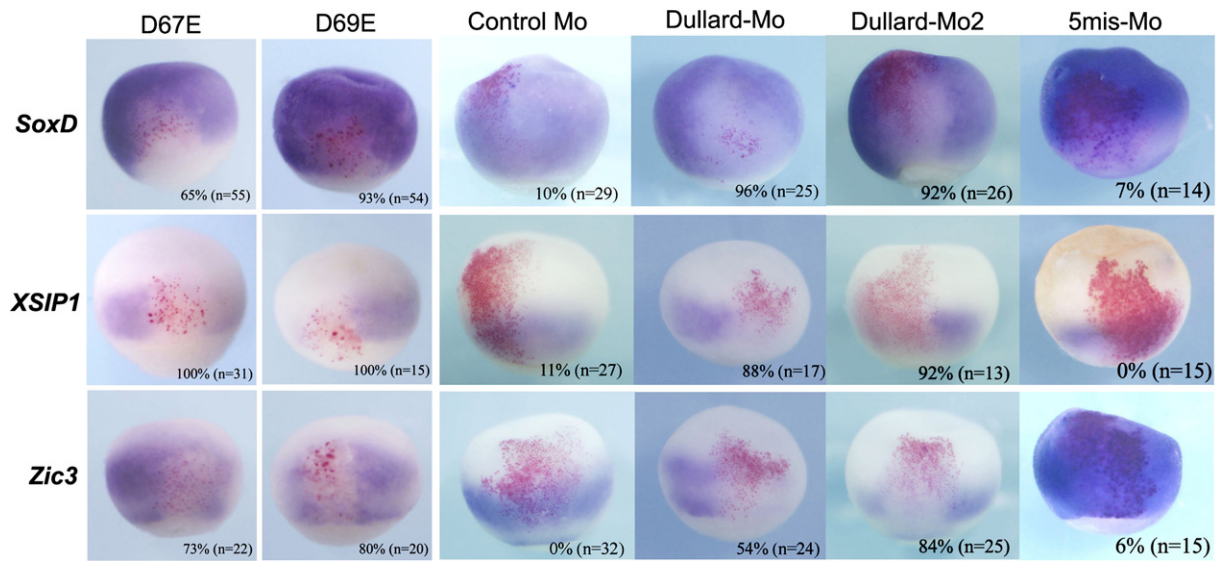 D67E D69E Control Mo Dullard-Mo Dullard-Mo2 5mis-Mo
SoxD
65% (n=55) 93% (n=54) 10% (n=29) 96% (n=25) 92% (n=26) 7% (n=14)
XSIP1
100% (n=31) 100% (n=15) 11% (n=27) 88% (n=17) 92% (n=13) 0% (n=15)
Zic3
73% (n=22) 80% (n=20) 0% (n=32) 54% (n=24) 84% (n=25) 6% (n=15)